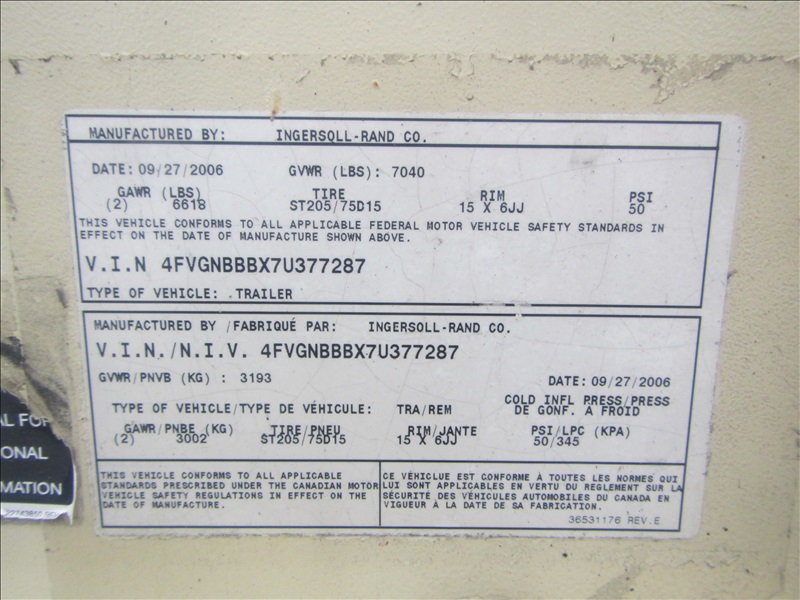 MANUFACTURED BY: INGERSOLL-RAND CO.
DATE: 09/27/2006 GVWR (LBS): 7040
GAWR (LBS) TIRE RIM PSI
(2) 6618 ST205/75D15 15 X 6JJ 50
THIS VEHICLE CONFORMS TO ALL APPLICABLE FEDERAL MOTOR VEHICLE SAFETY STANDARDS IN
EFFECT ON THE DATE OF MANUFACTURE SHOWN ABOVE.
V.I.N 4FVGNBBBX7U377287
TYPE OF VEHICLE: TRAILER
MANUFACTURED BY /FABRIQUÉ PAR: INGERSOLL-RAND CO.
V.I.N./N.I.V. 4FVGNBBBX7U377287
GVWR/PNVB (KG) : 3193 DATE: 09/27/2006
TYPE OF VEHICLE/TYPE DE VÉHICULE: TRA/REM
COLD INFL PRESS/PRESS
DE GONF. A FROID
GAWR/PNBE (KG) TIRE/PNEU RIM/JANTE PSI/LPC (KPA)
(2) 3002 ST205/75D15 15 X 6JJ 50/345
THIS VEHICLE CONFORMS TO ALL APPLICABLE
STANDARDS PRESCRIBED UNDER THE CANADIAN MOTOR
VEHICLE SAFETY REGULATIONS IN EFFECT ON THE
DATE OF MANUFACTURE.
CE VÉHICLUE EST CONFORME À TOUTES LES NORMES QUI
LUI SONT APPLICABLES EN VERTU DU REGLEMENT SUR LA
SÉCURITÉ DES VÉHICULES AUTOMOBILES DU CANADA EN
VIGUEUR À LA DATE DE SA FABRICATION.
36531176 REV.E
AL FOR
IONAL
RMATION